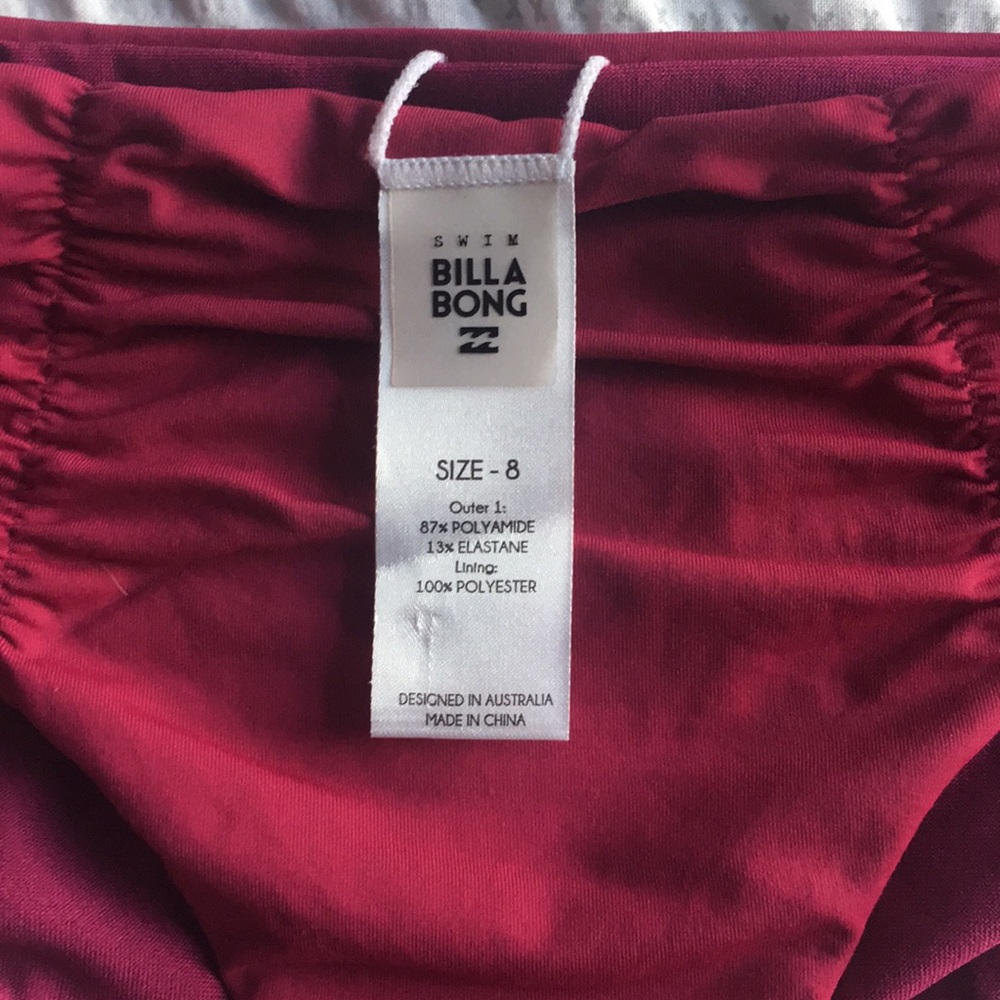 SWIM
BILLA
BONG
SIZE - 8
Outer 1:
87% POLYAMIDE
13% ELASTANE
Lining:
100% POLYESTER
DESIGNED IN AUSTRALIA
MADE IN CHINA